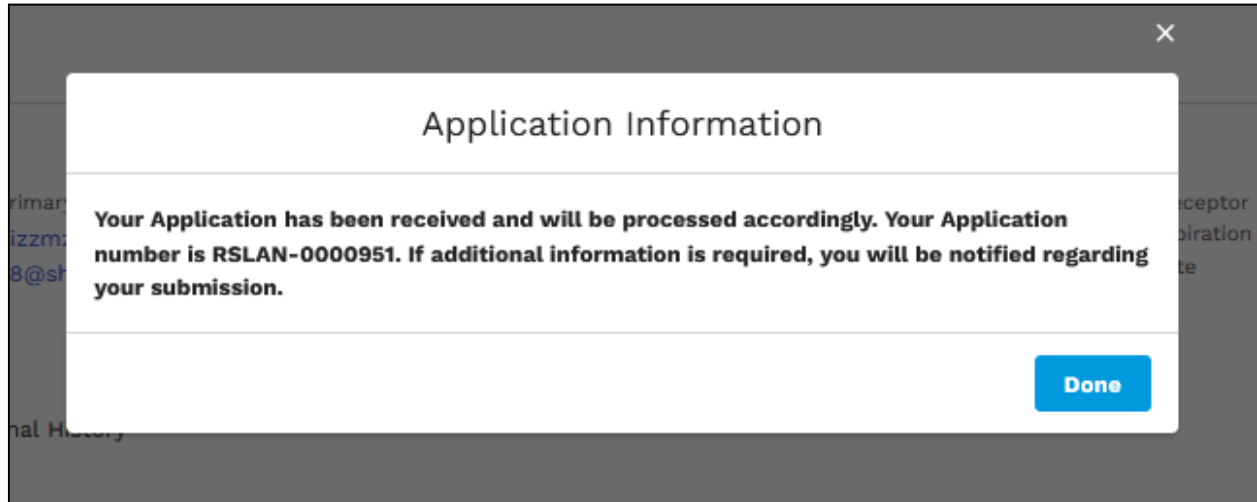 Application Information
Your Application has been received and will be processed accordingly. Your Application
number is RSLAN-0000951. If additional information is required, you will be notified regarding
your submission.
Done